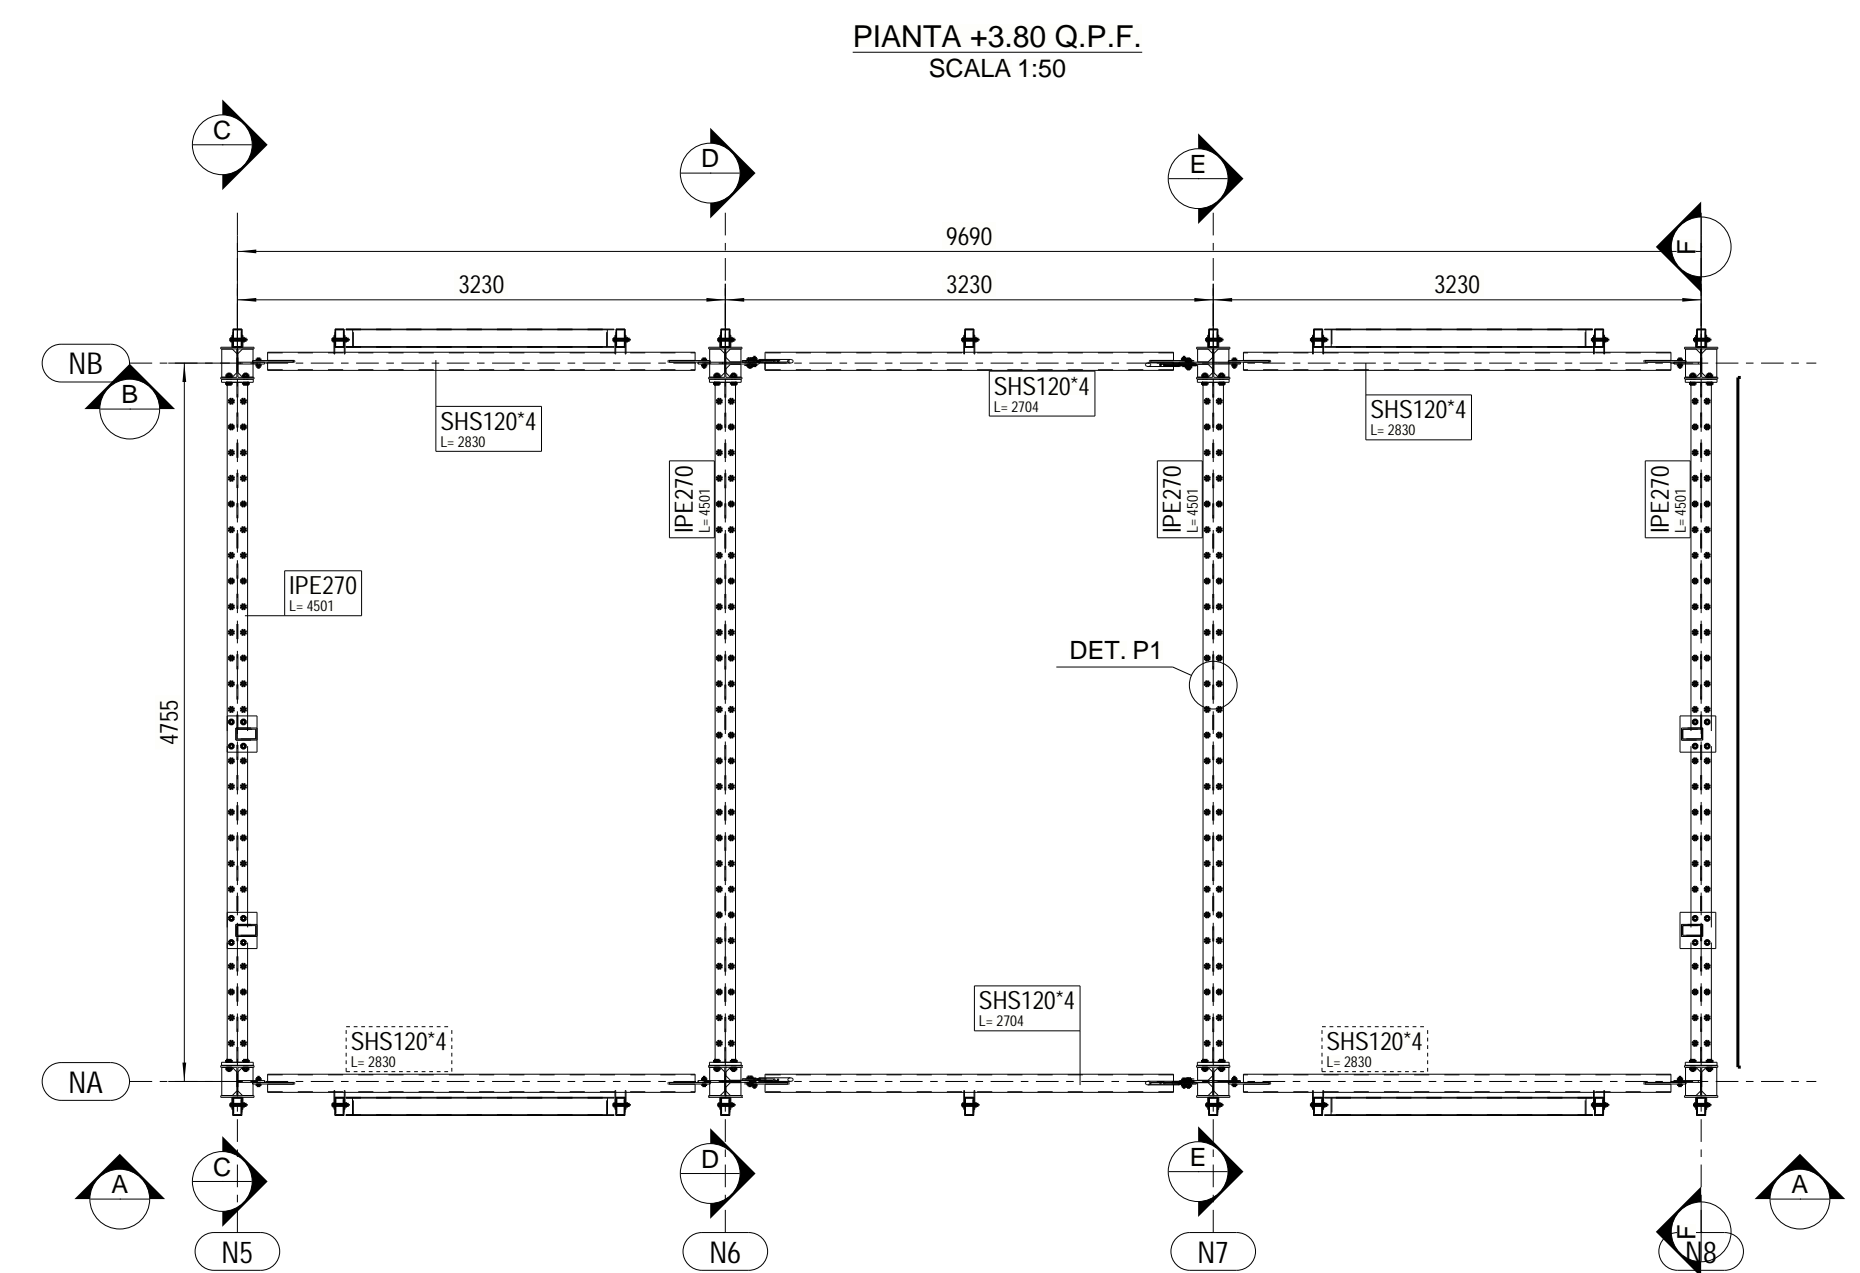 PIANTA +3.80 Q.P.F.
SCALA 1:50
C
D
E
F
9690
3230
3230
3230
NB
B
SHS120*4
L= 2830
SHS120*4
L= 2704
SHS120*4
L= 2830
IPE270
L= 4501
IPE270
L= 4501
IPE270
L= 4501
IPE270
L= 4501
DET. P1
4755
SHS120*4
L= 2830
SHS120*4
L= 2704
SHS120*4
L= 2830
NA
A
C
D
E
F
A
N5
N6
N7
N8